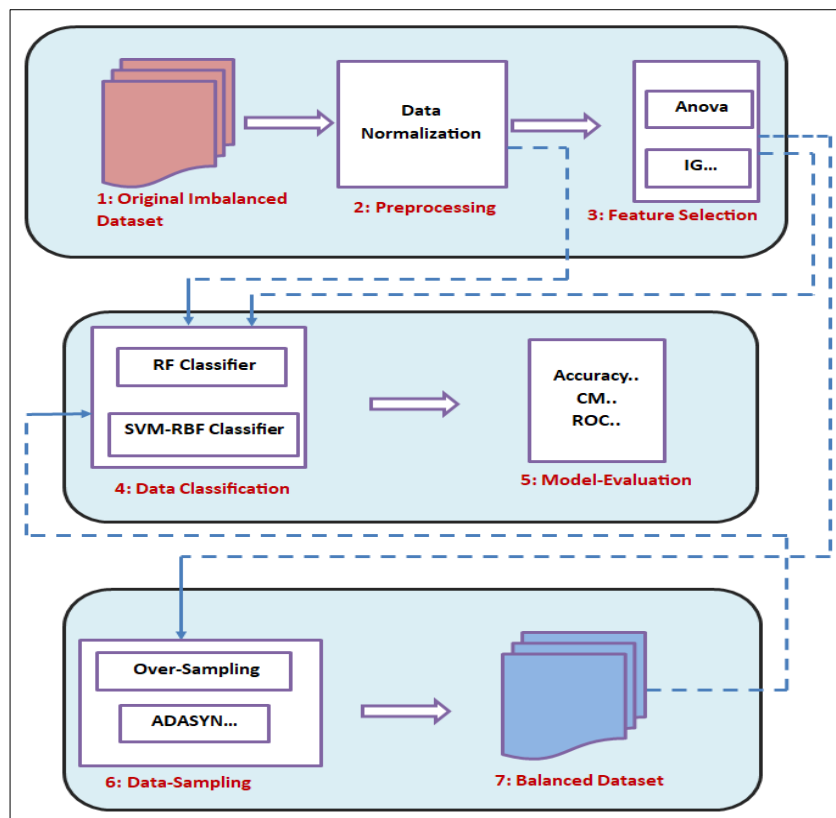 Data
Normalization
Anova
IG...
1: Original Imbalanced
Dataset
2: Preprocessing
3: Feature Selection
RF Classifier
SVM-RBF Classifier
Accuracy..
CM..
ROC..
4: Data Classification
5: Model-Evaluation
Over-Sampling
ADASYN...
6: Data-Sampling
7: Balanced Dataset